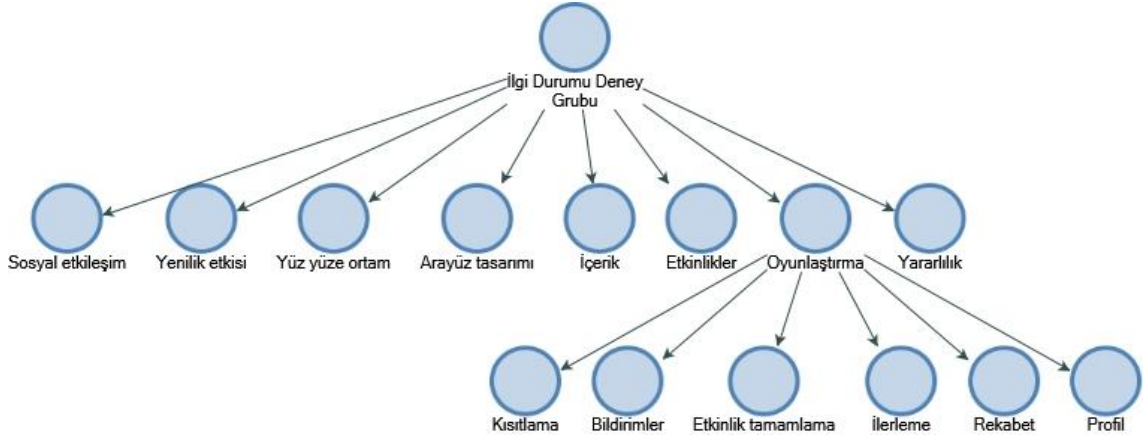 İlgi Durumu Deney
Grubu
Sosyal etkileşim
Yenilik etkisi
Yüz yüze ortam
Arayüz tasarımı
İçerik
Etkinlikler
Oyunlaştırma
Yararlılık
Kısıtlama
Bildirimler
Etkinlik tamamlama
İlerleme
Rekabet
Profil